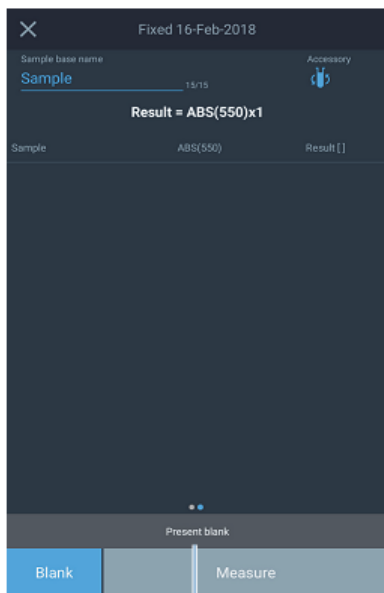 Fixed 16-Feb-2018
Sample base name
Accessory
Sample
15/15
Result = ABS(550)x1
Sample ABS(550) Result [ ]
Present blank
Blank Measure